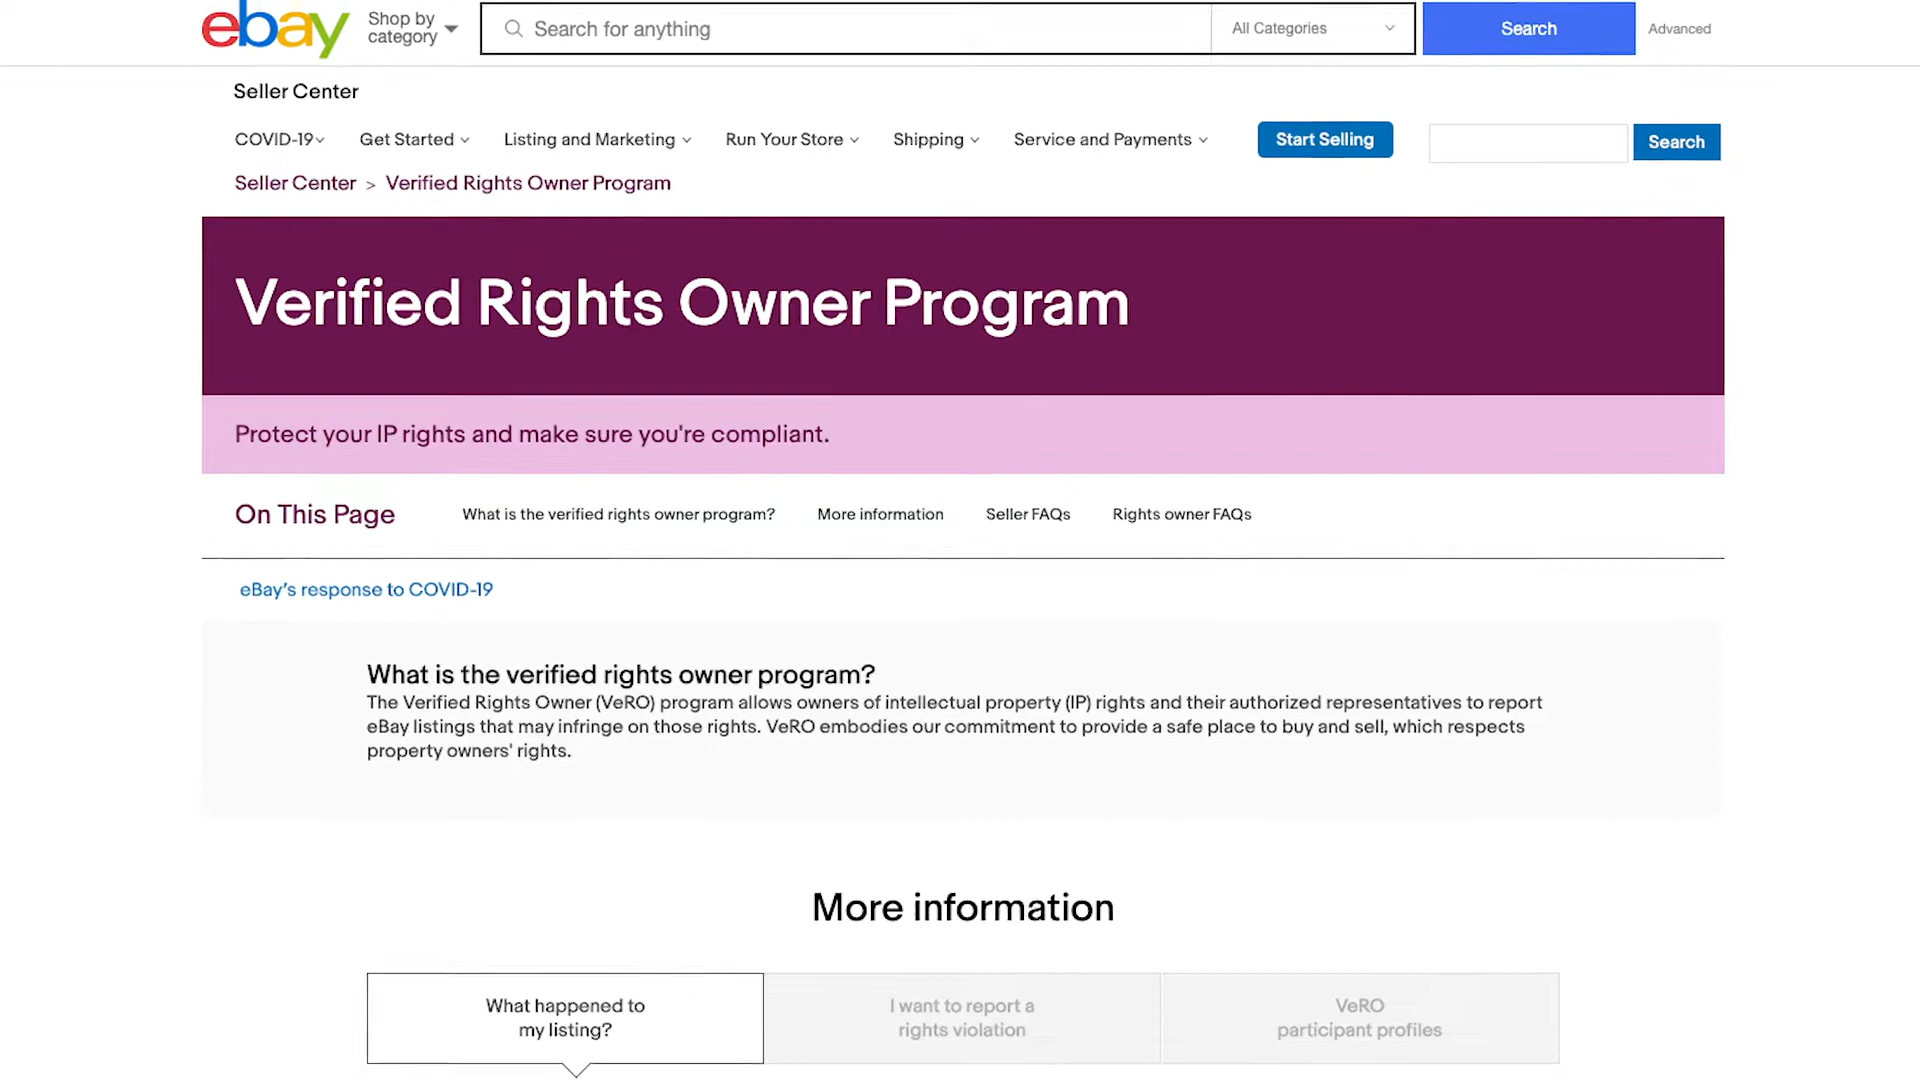 ebay
Shop by
category
Search for anything
All Categories
Search
Advanced
Seller Center
COVID-19
Get Started
Listing and Marketing
Run Your Store
Shipping
Service and Payments
Start Selling
Search
Seller Center > Verified Rights Owner Program
Verified Rights Owner Program
Protect your IP rights and make sure you're compliant.
On This Page
What is the verified rights owner program?
More information
Seller FAQs
Rights owner FAQs
eBay’s response to COVID-19
What is the verified rights owner program?
The Verified Rights Owner (VeRO) program allows owners of intellectual property (IP) rights and their authorized representatives to report
eBay listings that may infringe on those rights. VeRO embodies our commitment to provide a safe place to buy and sell, which respects
property owners' rights.
More information
What happened to
my listing?
I want to report a
rights violation
VeRO
participant profiles